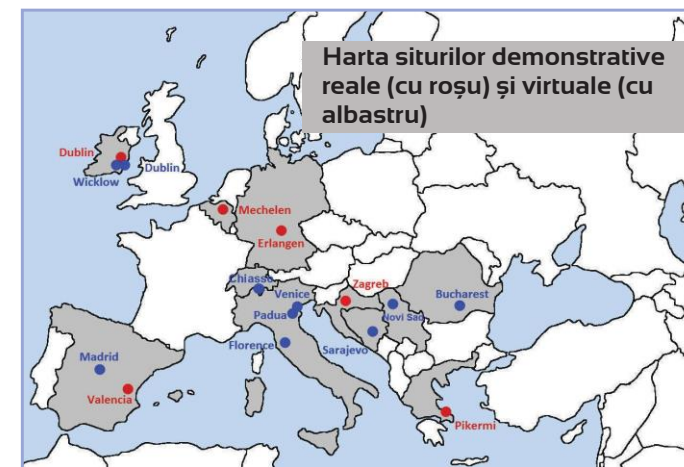 Harta siturilor demonstrative
reale (cu roșu) și virtuale (cu
albastru)
Dublin
Dublin
Wicklow
Mechelen
Erlangen
Chiasso
Zagreb
Venice
Bucharest
Padua
Novi Sad
Florence
Sarajevo
Madrid
Valencia
Pikermi